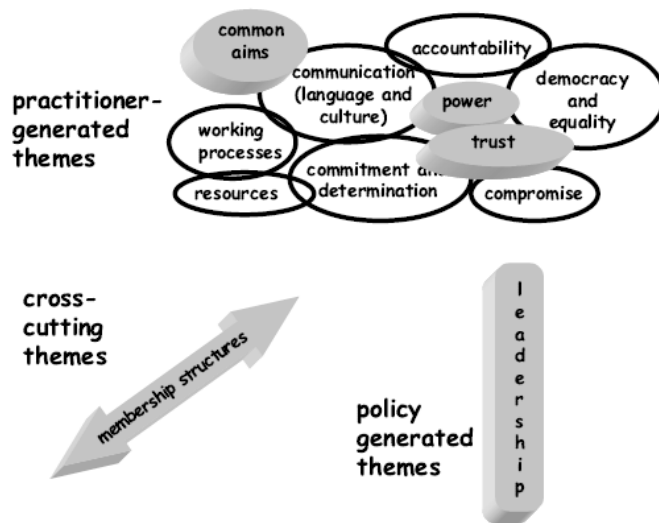 common
aims
accountability
communication
(language and
culture)
democracy
and
equality
power
practitioner-
generated
themes
working
processes
trust
resources
commitment and
determination
compromise
cross-
cutting
themes
membership structures
leadership
policy
generated
themes